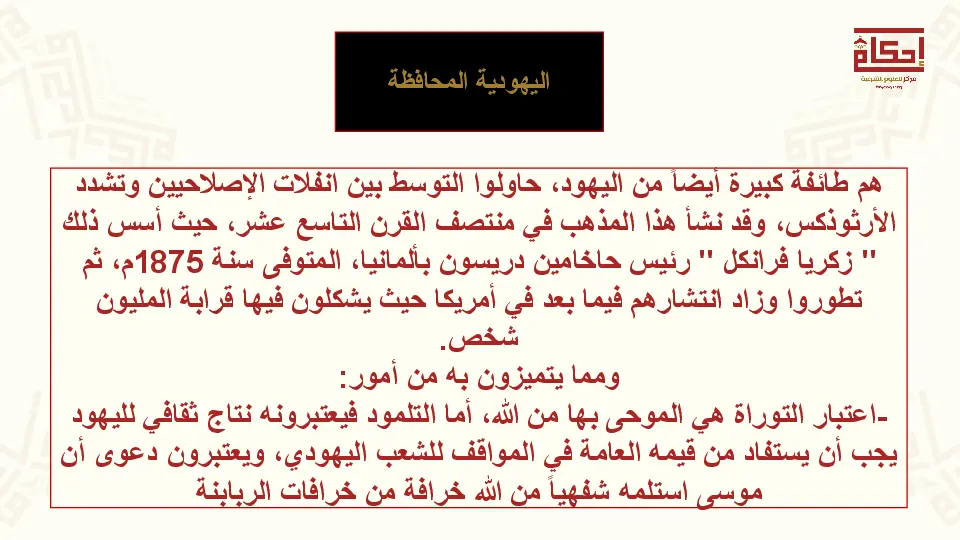 إحكام
مركز للعلوم الشرعية
اليهودية المحافظة
هم طائفة كبيرة أيضاً من اليهود، حاولوا التوسط بين انفلات الإصلاحيين وتشدد
الأرثوذكس، وقد نشأ هذا المذهب في منتصف القرن التاسع عشر، حيث أسس ذلك
" زكريا فرانكل " رئيس حاخامين دريسون بألمانيا، المتوفى سنة 1875م، ثم
تطوروا وزاد انتشارهم فيما بعد في أمريكا حيث يشكلون فيها قرابة المليون
شخص.
ومما يتميزون به من أمور:
-اعتبار التوراة هي الموحى بها من الله، أما التلمود فيعتبرونه نتاج ثقافي لليهود
يجب أن يستفاد من قيمه العامة في المواقف للشعب اليهودي، ويعتبرون دعوى أن
موسى استلمه شفهياً من الله خرافة من خرافات الربابنة